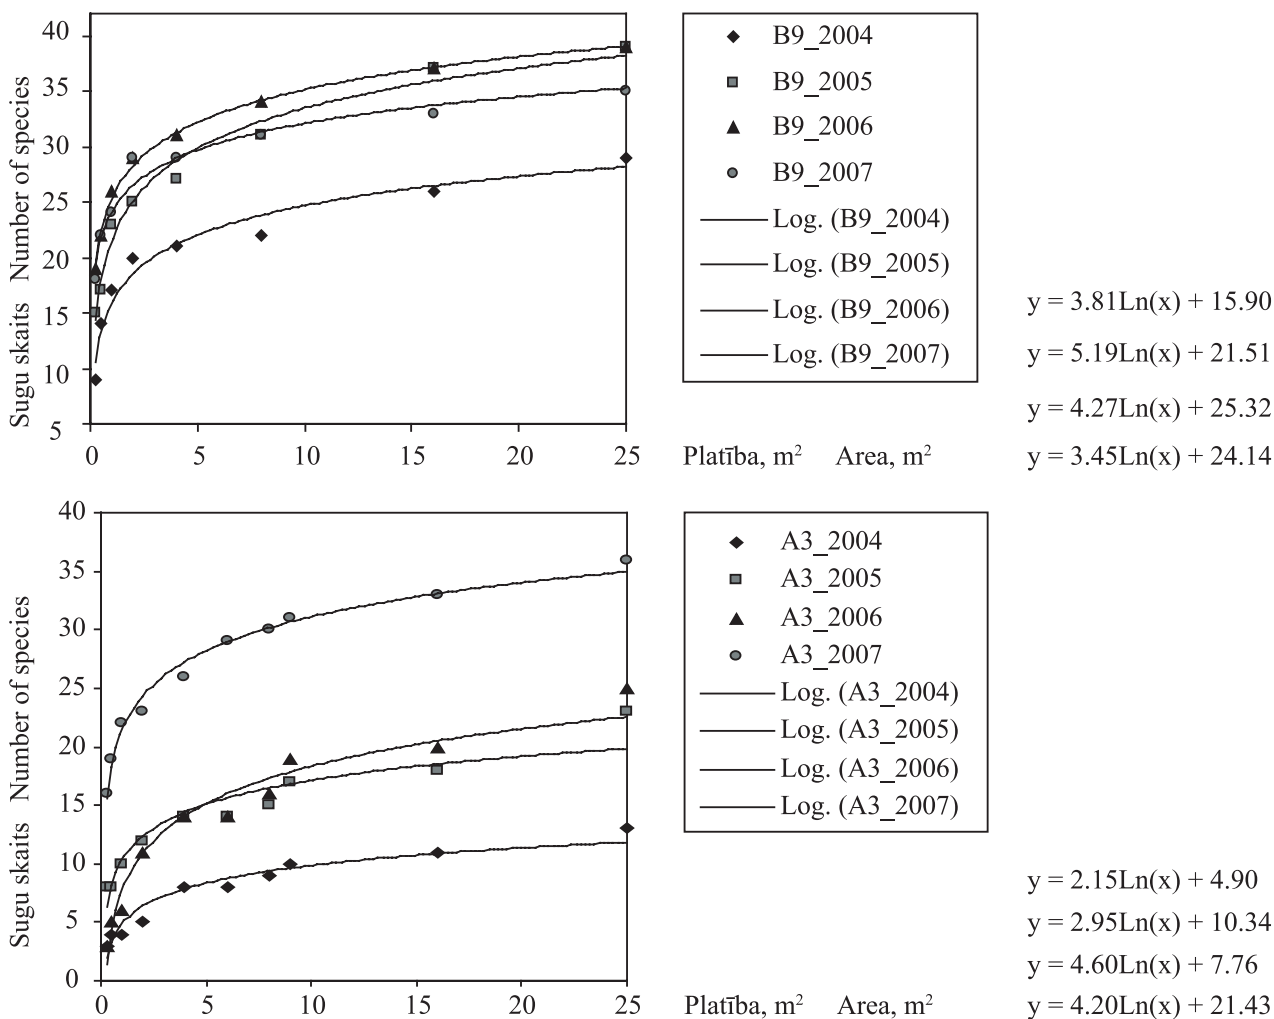 Sugu skaits Number of species
40
35
30
25
20
15
10
5
0 5 10 15 20 25
B9_2004
B9_2005
B9_2006
B9_2007
Log. (B9_2004)
Log. (B9_2005)
Log. (B9_2006)
Log. (B9_2007)
y = 3.81Ln(x) + 15.90
y = 5.19Ln(x) + 21.51
y = 4.27Ln(x) + 25.32
y = 3.45Ln(x) + 24.14
Platība, m² Area, m²
Sugu skaits Number of species
40
35
30
25
20
15
10
5
0
0 5 10 15 20 25
A3_2004
A3_2005
A3_2006
A3_2007
Log. (A3_2004)
Log. (A3_2005)
Log. (A3_2006)
Log. (A3_2007)
y = 2.15Ln(x) + 4.90
y = 2.95Ln(x) + 10.34
y = 4.60Ln(x) + 7.76
y = 4.20Ln(x) + 21.43
Platība, m² Area, m²